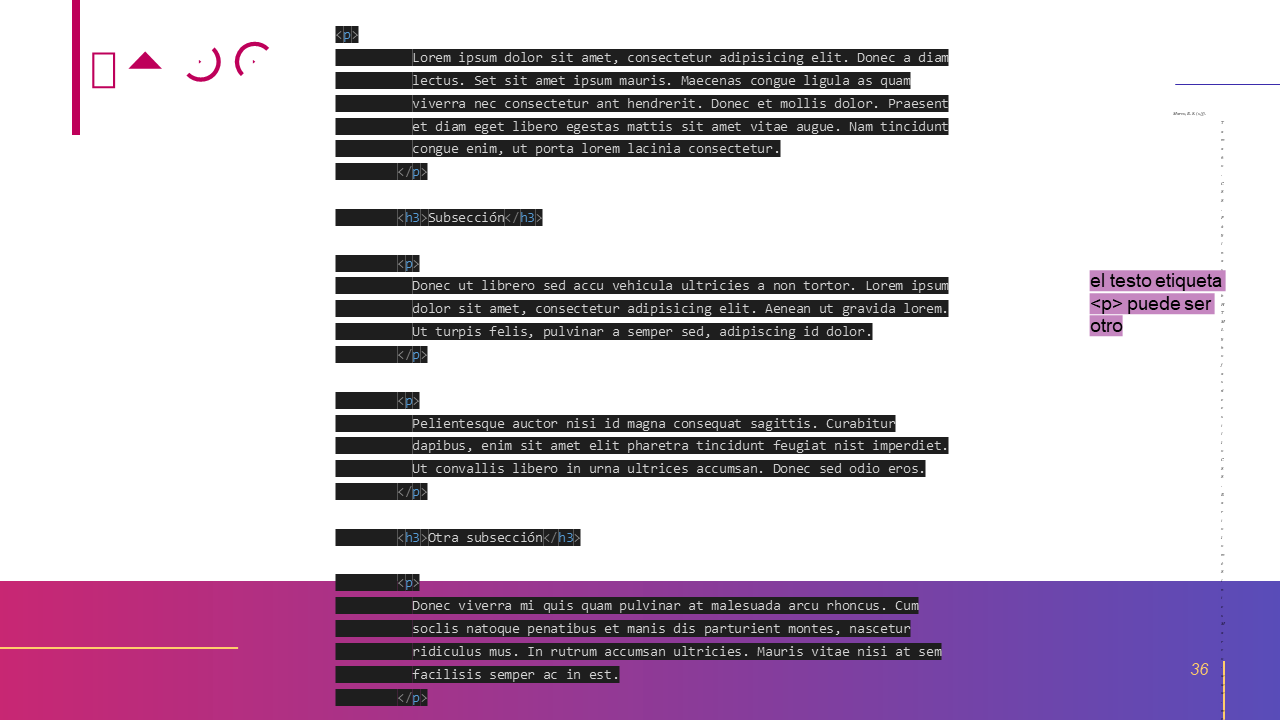 <p>
Lorem ipsum dolor sit amet, consectetur adipisicing elit. Donec a diam
lectus. Set sit amet ipsum mauris. Maecenas congue ligula as quam
viverra nec consectetur ant hendrerit. Donec et mollis dolor. Praesent
et diam eget libero egestas mattis sit amet vitae augue. Nam tincidunt
congue enim, ut porta lorem lacinia consectetur.
</p>
<h3>Subsección</h3>
<p>
Donec ut librero sed accu vehicula ultricies a non tortor. Lorem ipsum
dolor sit amet, consectetur adipisicing elit. Aenean ut gravida lorem.
Ut turpis felis, pulvinar a semper sed, adipiscing id dolor.
</p>
<p>
Pelientesque auctor nisi id magna consequat sagittis. Curabitur
dapibus, enim sit amet elit pharetra tincidunt feugiat nist imperdiet.
Ut convallis libero in urna ultrices accumsan. Donec sed odio eros.
</p>
<h3>Otra subsección</h3>
<p>
Donec viverra mi quis quam pulvinar at malesuada arcu rhoncus. Cum
soclis natoque penatibus et manis dis parturient montes, nascetur
ridiculus mus. In rutrum accumsan ultricies. Mauris vitae nisi at sem
facilisis semper ac in est.
</p>
el testo etiqueta
<p> puede ser
otro
36